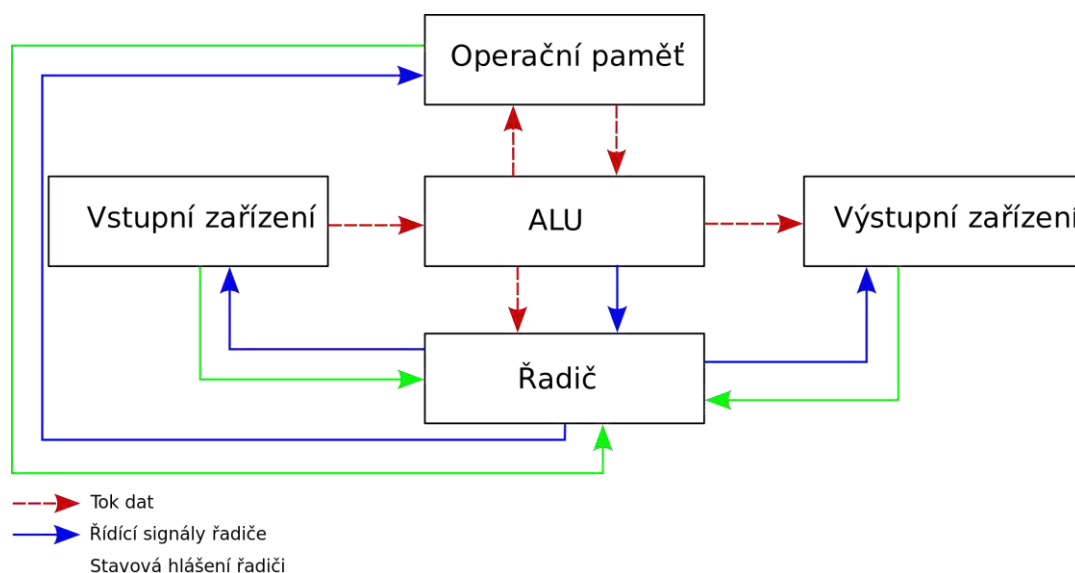 Operační paměť
Vstupní zařízení
ALU
Výstupní zařízení
Řadič
Tok dat
Řídící signály řadiče
Stavová hlášení řadiči